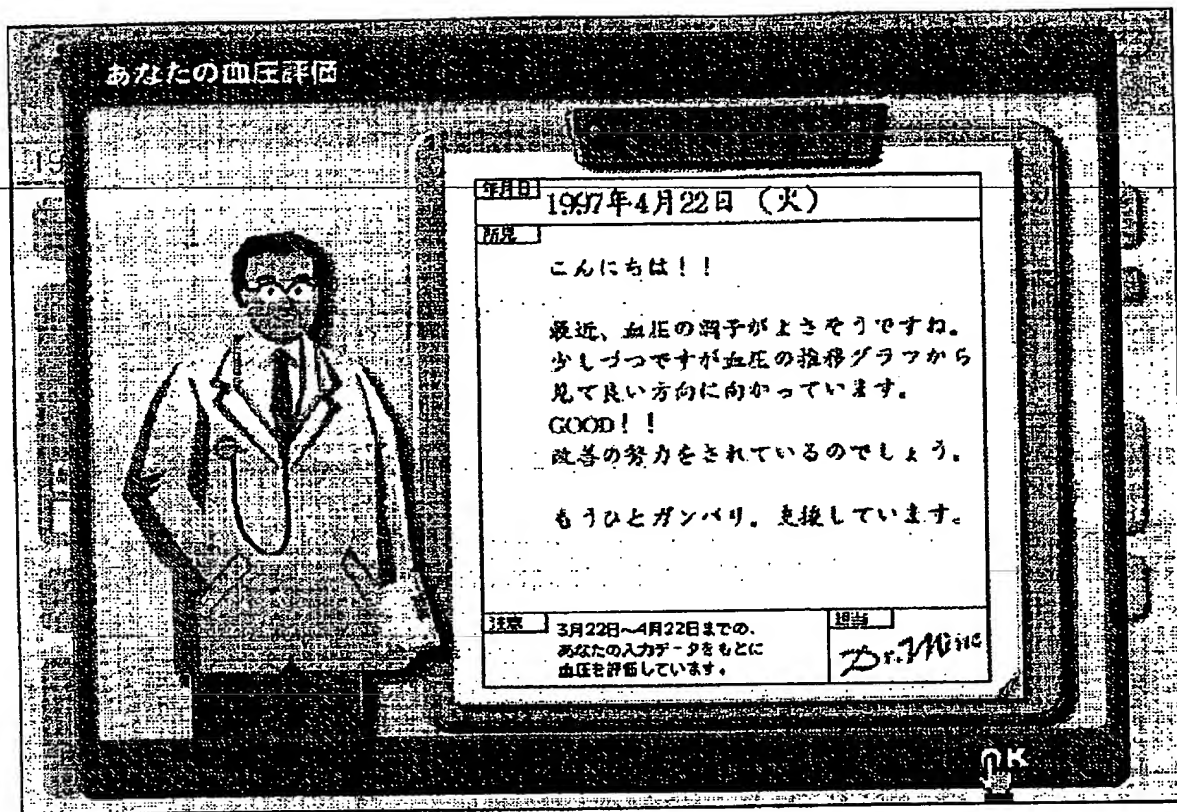 あなたの血圧評価
19
年月日
1997年4月22日（火）
所見
こんにちは！！
最近、血圧の調子がよさそうですね。
少しづつですが血圧の推移グラフから
見て良い方向に向かっています。
GOOD！！
改善の努力をされているのでしょう。
もうひとガンバリ。支援しています。
注意
3月22日〜4月22日までの、
あなたの入力データをもとに
血圧を評価しています。
担当
OK